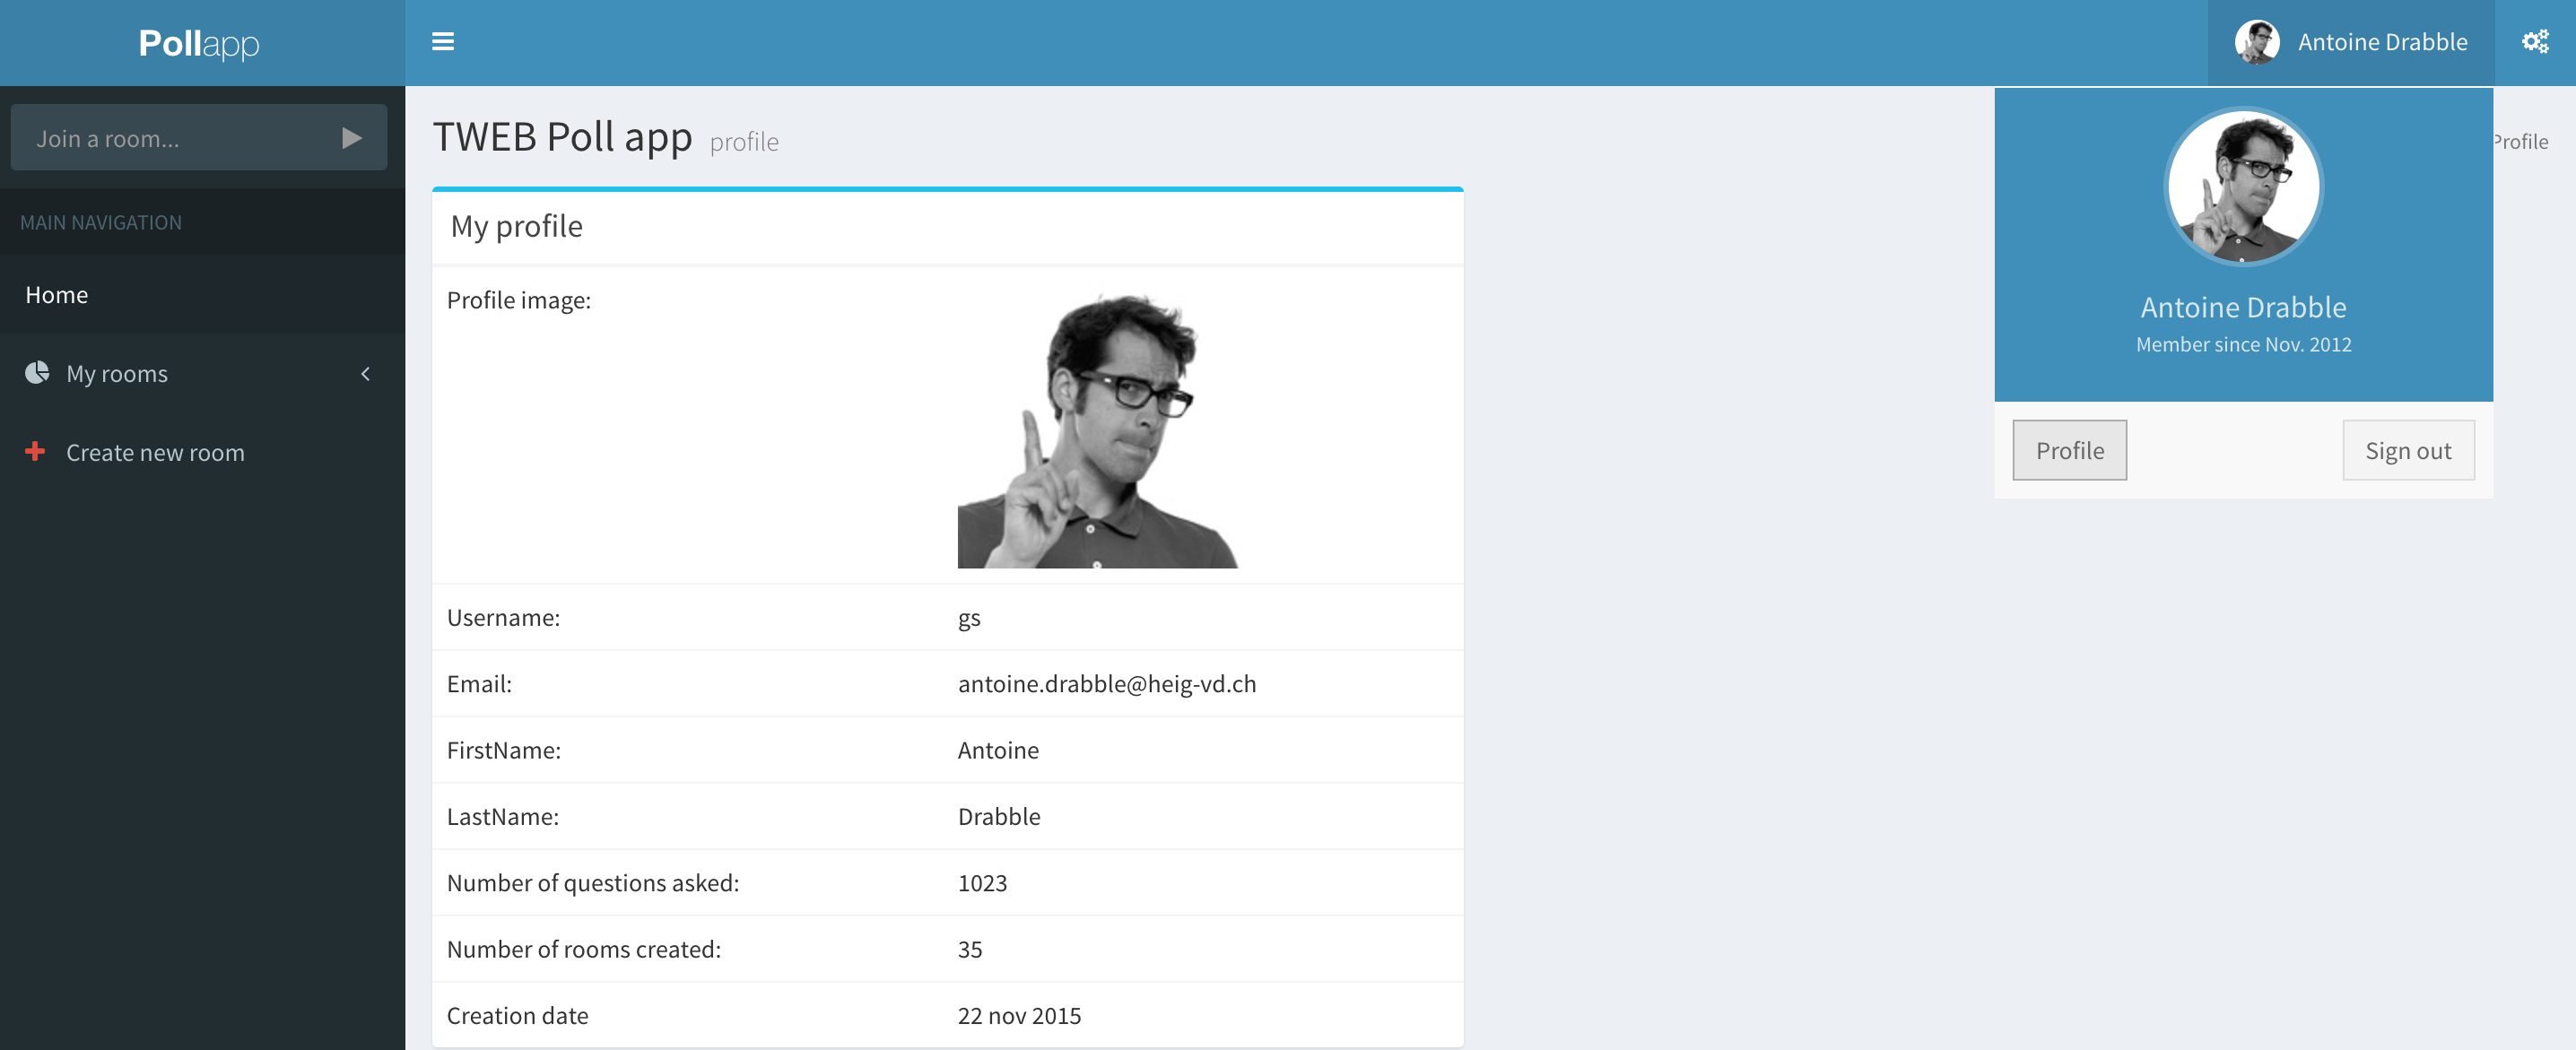 Pollapp
Antoine Drabble
Join a room...
MAIN NAVIGATION
Home
My rooms
Create new room
TWEB Poll app profile
Profile
My profile
Profile image:
Username: gs
Email: antoine.drabble@heig-vd.ch
FirstName: Antoine
LastName: Drabble
Number of questions asked: 1023
Number of rooms created: 35
Creation date 22 nov 2015
Antoine Drabble
Member since Nov. 2012
Profile Sign out